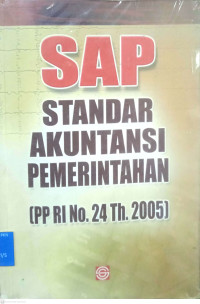 SAP
STANDAR
AKUNTANSI
PEMERINTAHAN
(PP RI No. 24 Th. 2005)